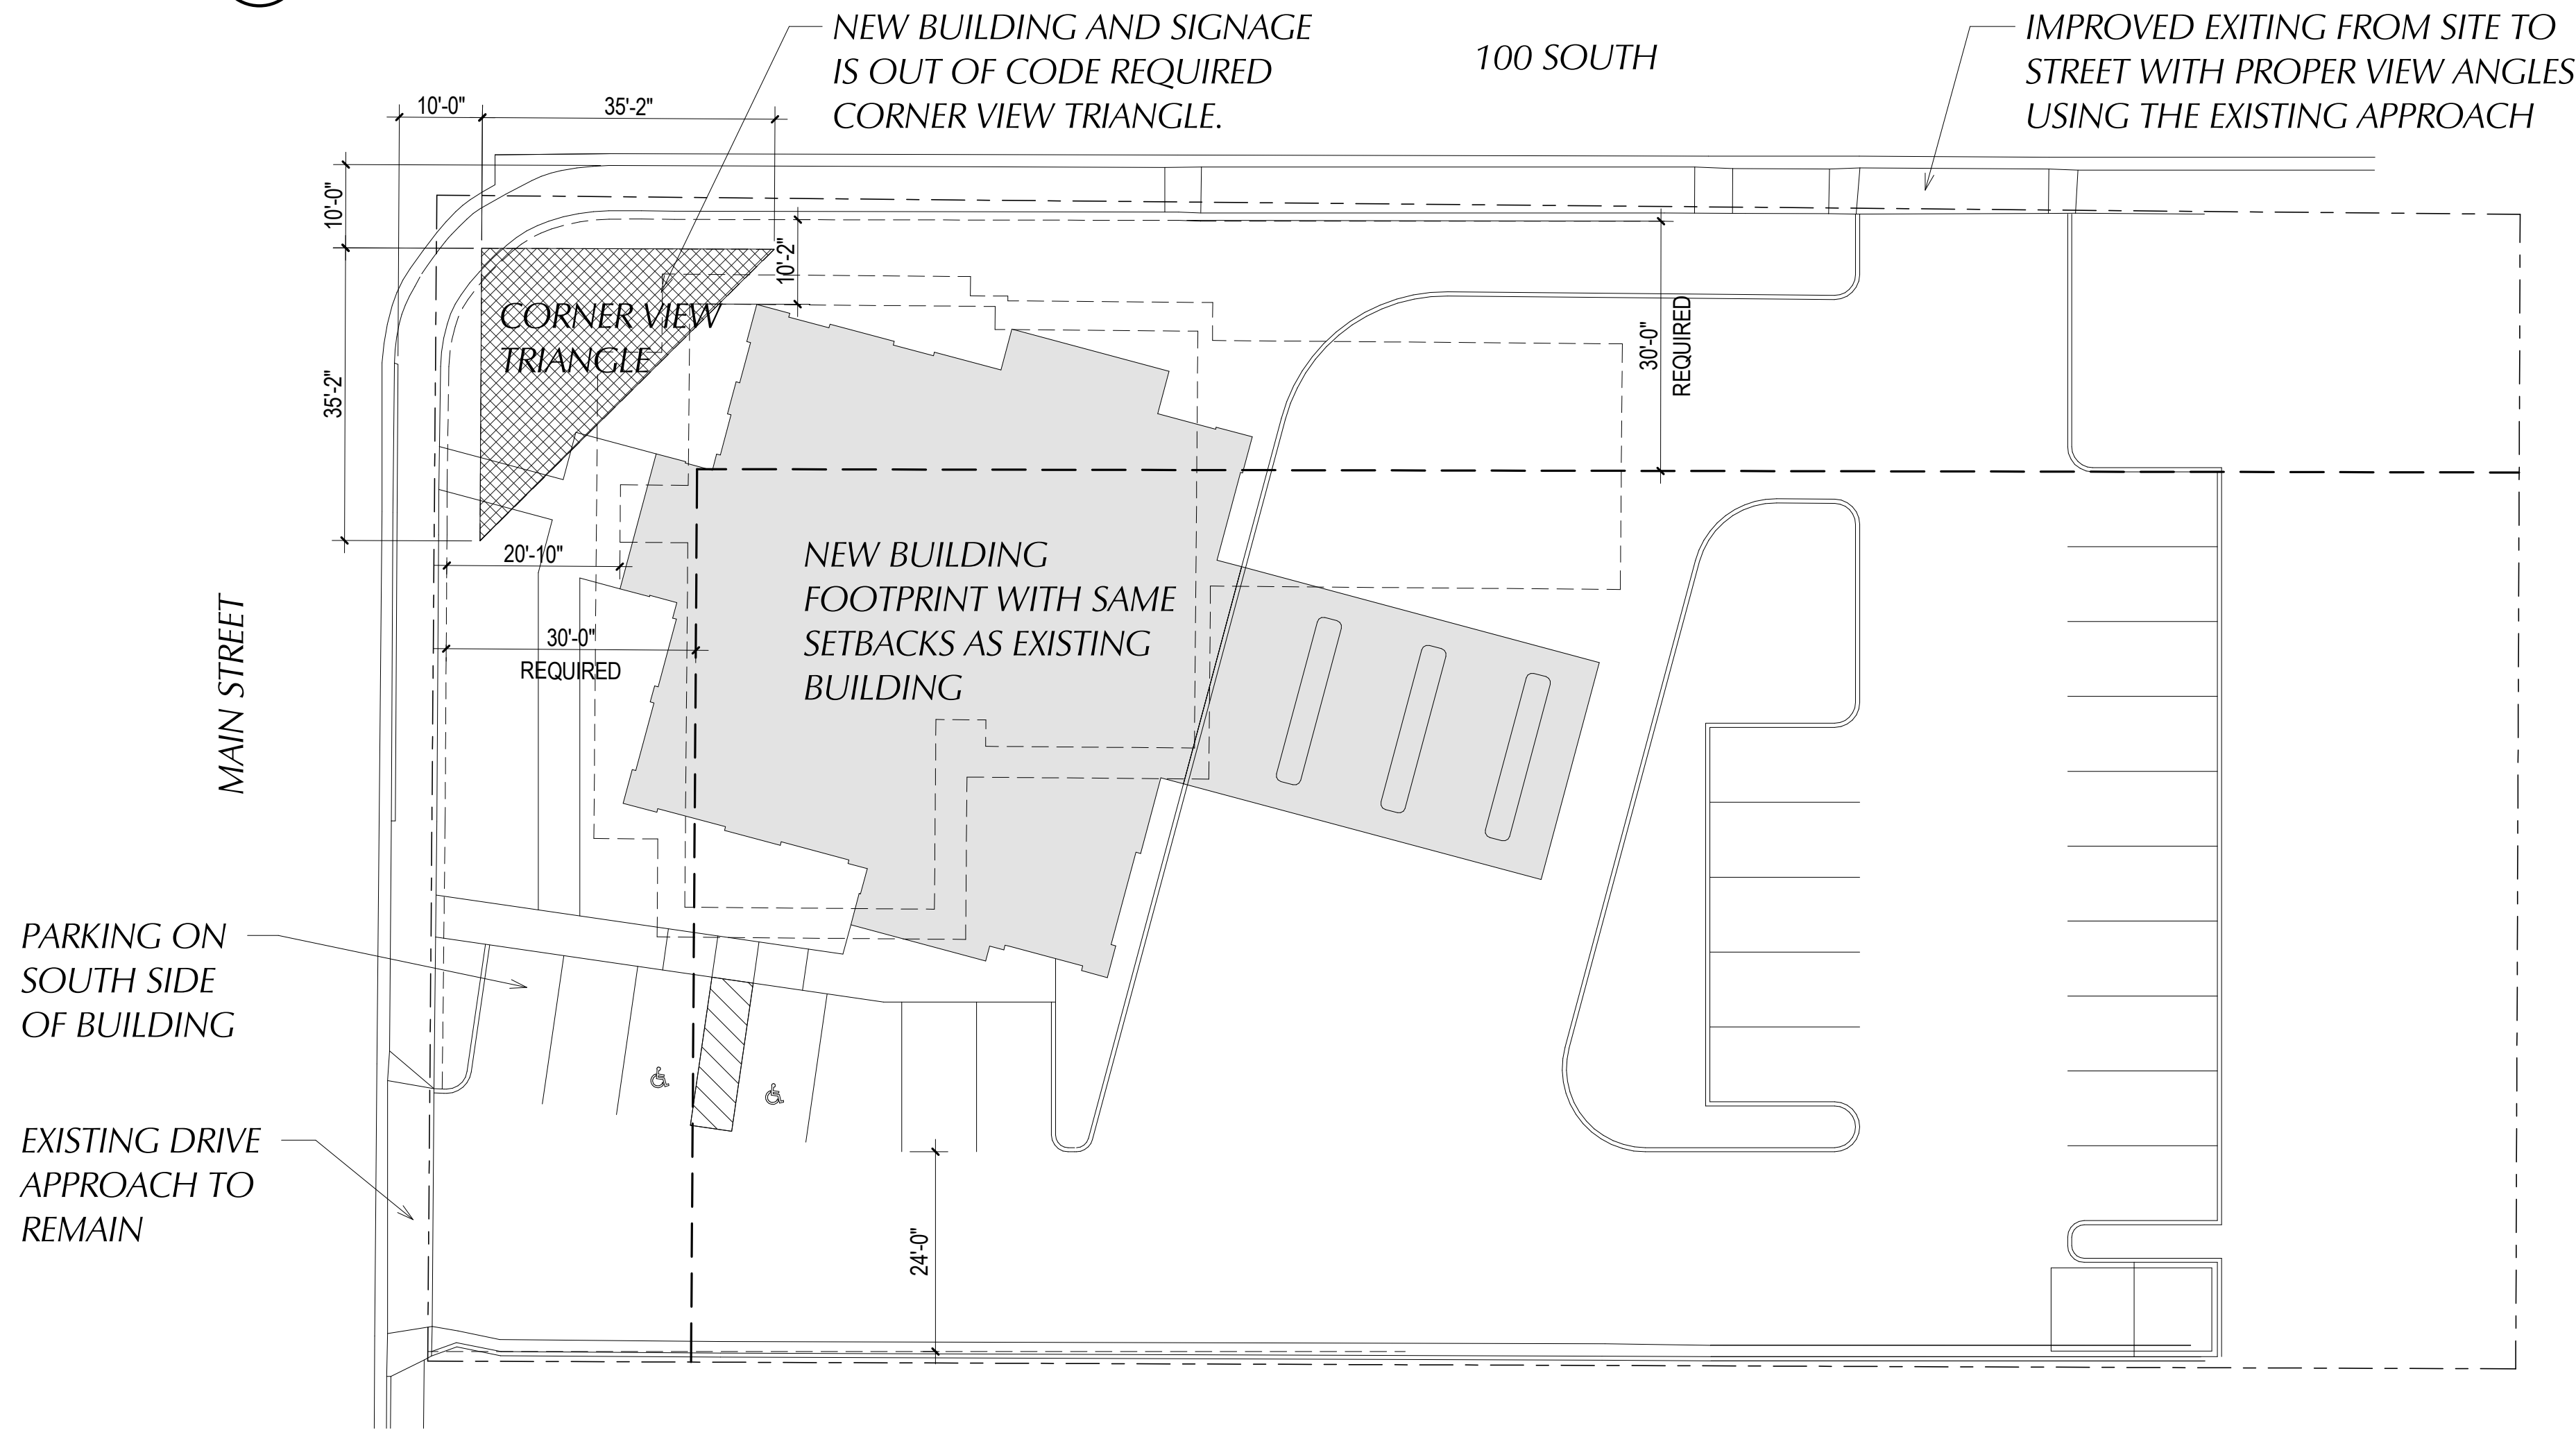 NEW BUILDING AND SIGNAGE
IS OUT OF CODE REQUIRED
CORNER VIEW TRIANGLE.
100 SOUTH
IMPROVED EXITING FROM SITE TO
STREET WITH PROPER VIEW ANGLES
USING THE EXISTING APPROACH
10'-0"
35'-2"
10'-0"
10'-2"
CORNER VIEW
TRIANGLE
35'-2"
30'-0"
REQUIRED
20'-10"
30'-0"
REQUIRED
NEW BUILDING
FOOTPRINT WITH SAME
SETBACKS AS EXISTING
BUILDING
MAIN STREET
PARKING ON
SOUTH SIDE
OF BUILDING
EXISTING DRIVE
APPROACH TO
REMAIN
24'-0"